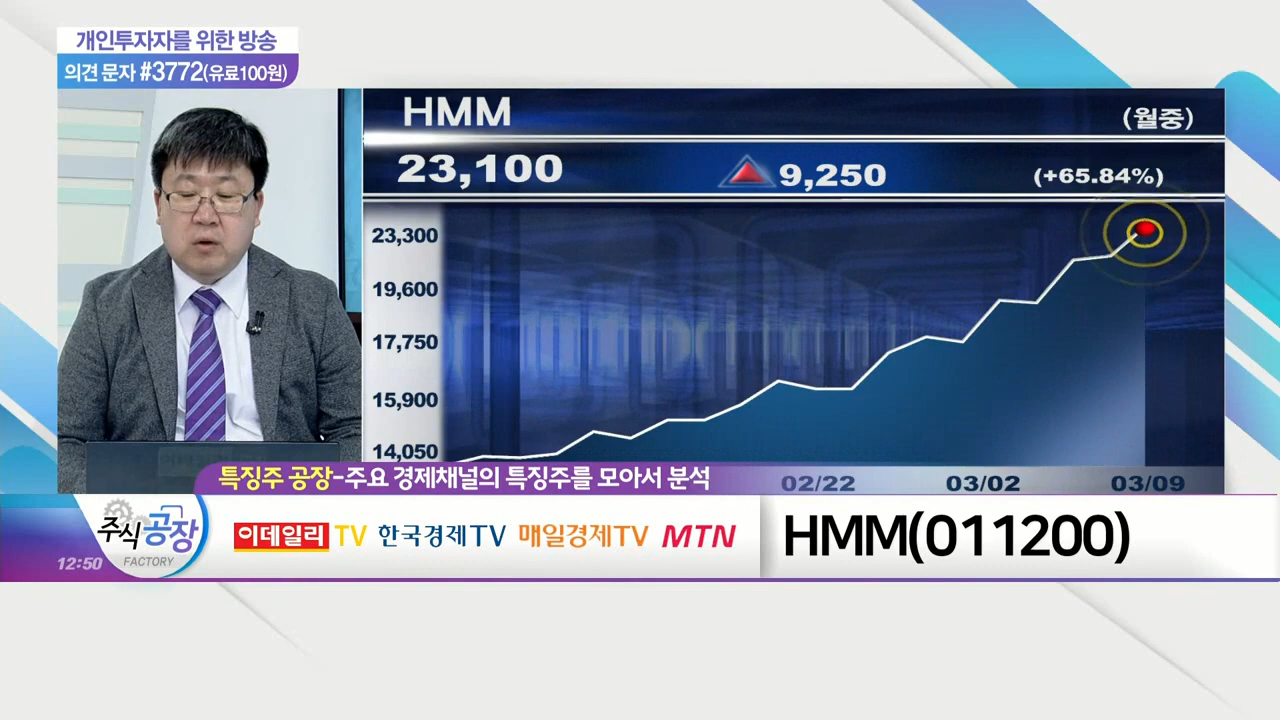 개인투자자를 위한 방송
의견 문자 #3772(유료100원)
HMM
(월중)
23,100
9,250
(+65.84%)
23,300
19,600
17,750
15,900
14,050
02/22
03/02
03/09
특징주 공장-주요 경제채널의 특징주를 모아서 분석
주식공장
FACTORY
12:50
이데일리 TV 한국경제TV 매일경제TV MTN
HMM(011200)